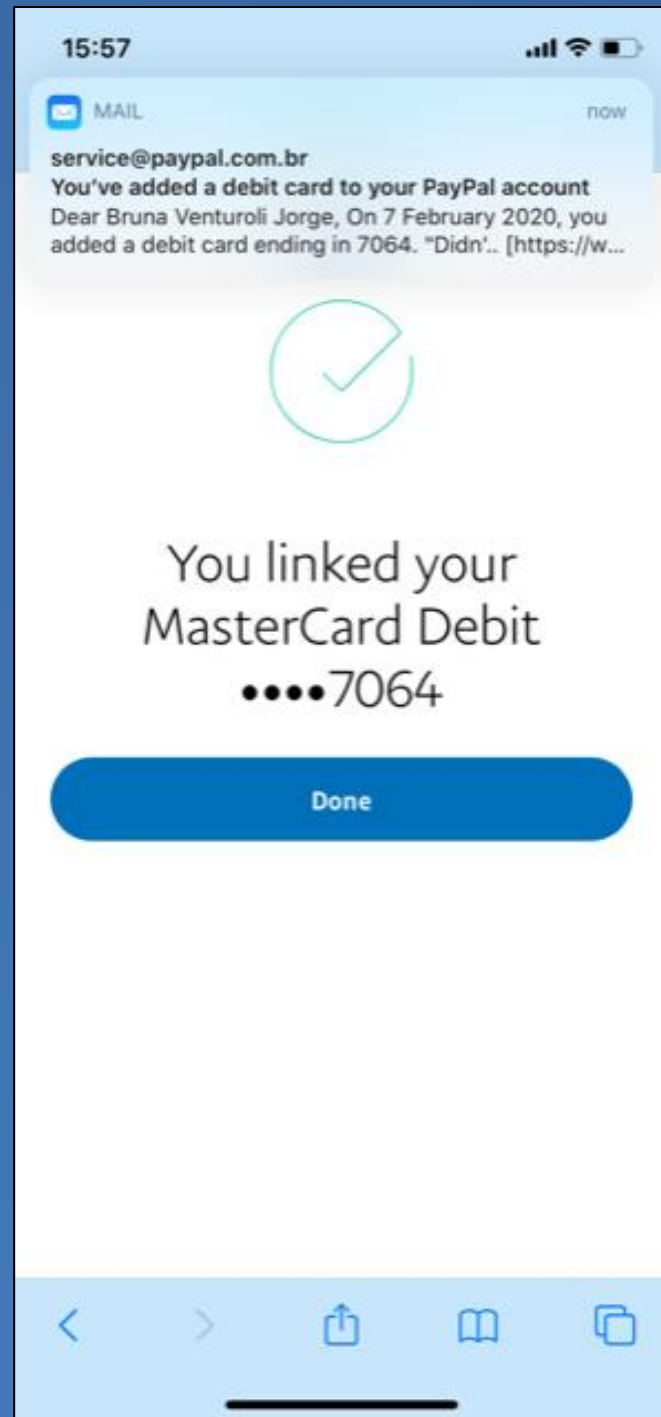 15:57
MAIL
now
service@paypal.com.br
You've added a debit card to your PayPal account
Dear Bruna Venturoli Jorge, On 7 February 2020, you
added a debit card ending in 7064. "Didn'.. [https://w...
You linked your
MasterCard Debit
••••7064
Done